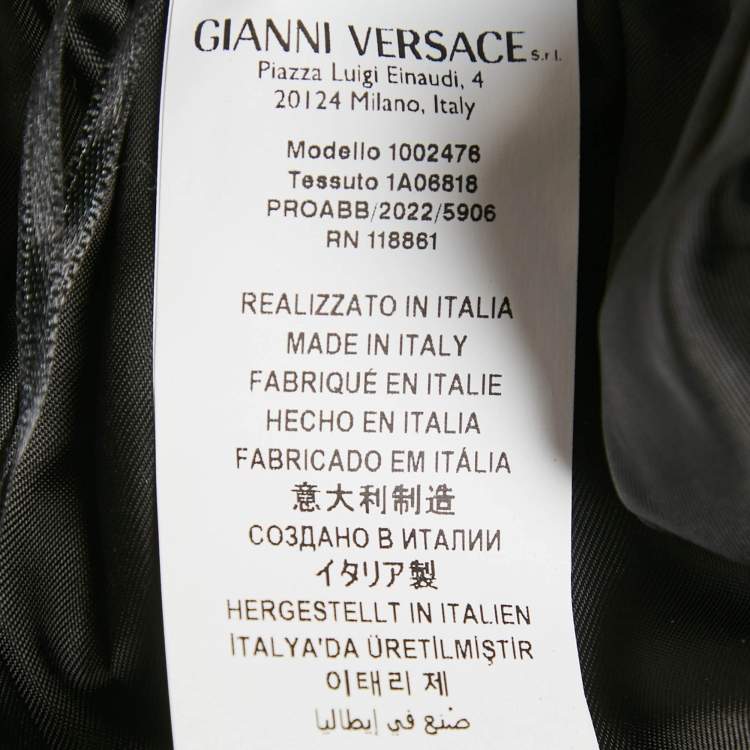 GIANNI VERSACE S.r.l.
Piazza Luigi Einaudi, 4
20124 Milano, Italy
Modello 1002476
Tessuto 1A06818
PROABB/2022/5906
RN 118861
REALIZZATO IN ITALIA
MADE IN ITALY
FABRIQUÉ EN ITALIE
HECHO EN ITALIA
FABRICADO EM ITÁLIA
意大利制造
СОЗДАНО В ИТАЛИИ
イタリア製
HERGESTELLT IN ITALIEN
İTALYA'DA ÜRETİLMİŞTİR
이태리 제
صنع في إيطاليا